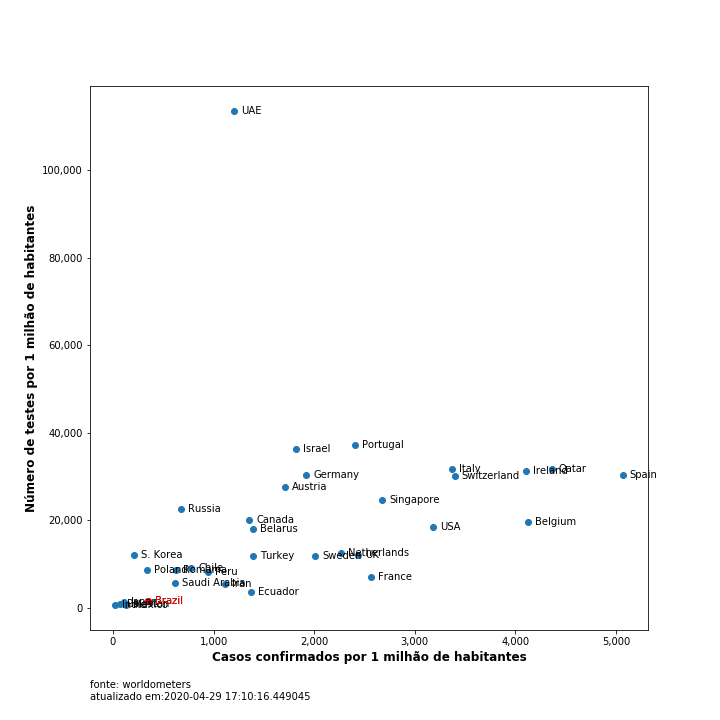 UAE
100,000
80,000
60,000
40,000
20,000
0
Número de testes por 1 milhão de habitantes
Portugal
Israel
Italy
Ireland
Qatar
Switzerland
Germany
Spain
Austria
Singapore
Russia
Canada
Belgium
USA
Belarus
Netherlands
S. Korea
Turkey
Sweden
UK
Chile
Poland
Romania
Peru
France
Saudi Arabia
Iran
Ecuador
Brazil
Mexico
0
1,000
2,000
3,000
4,000
5,000
Casos confirmados por 1 milhão de habitantes
fonte: worldometers
atualizado em:2020-04-29 17:10:16.449045